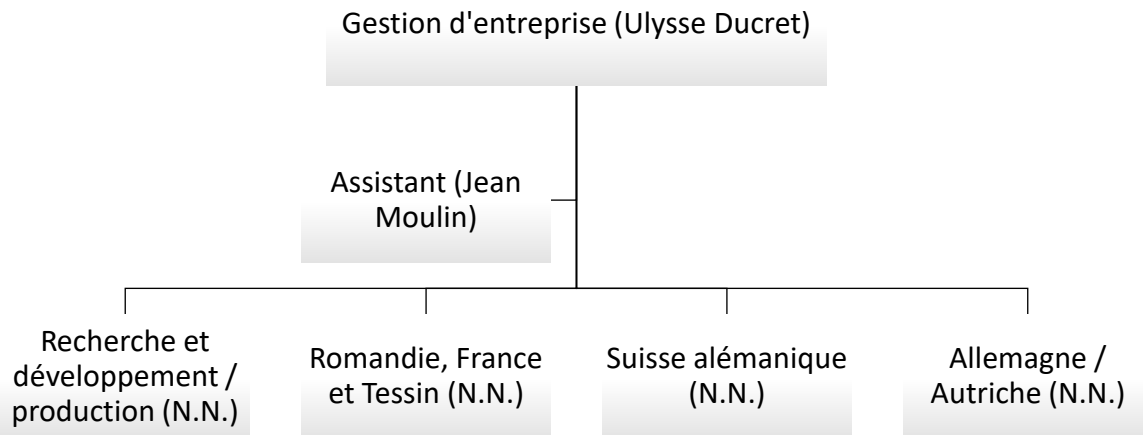 Gestion d'entreprise (Ulysse Ducret)
Assistant (Jean
Moulin)
Recherche et
développement /
production (N.N.)
Romandie, France
et Tessin (N.N.)
Suisse alémanique
(N.N.)
Allemagne /
Autriche (N.N.)